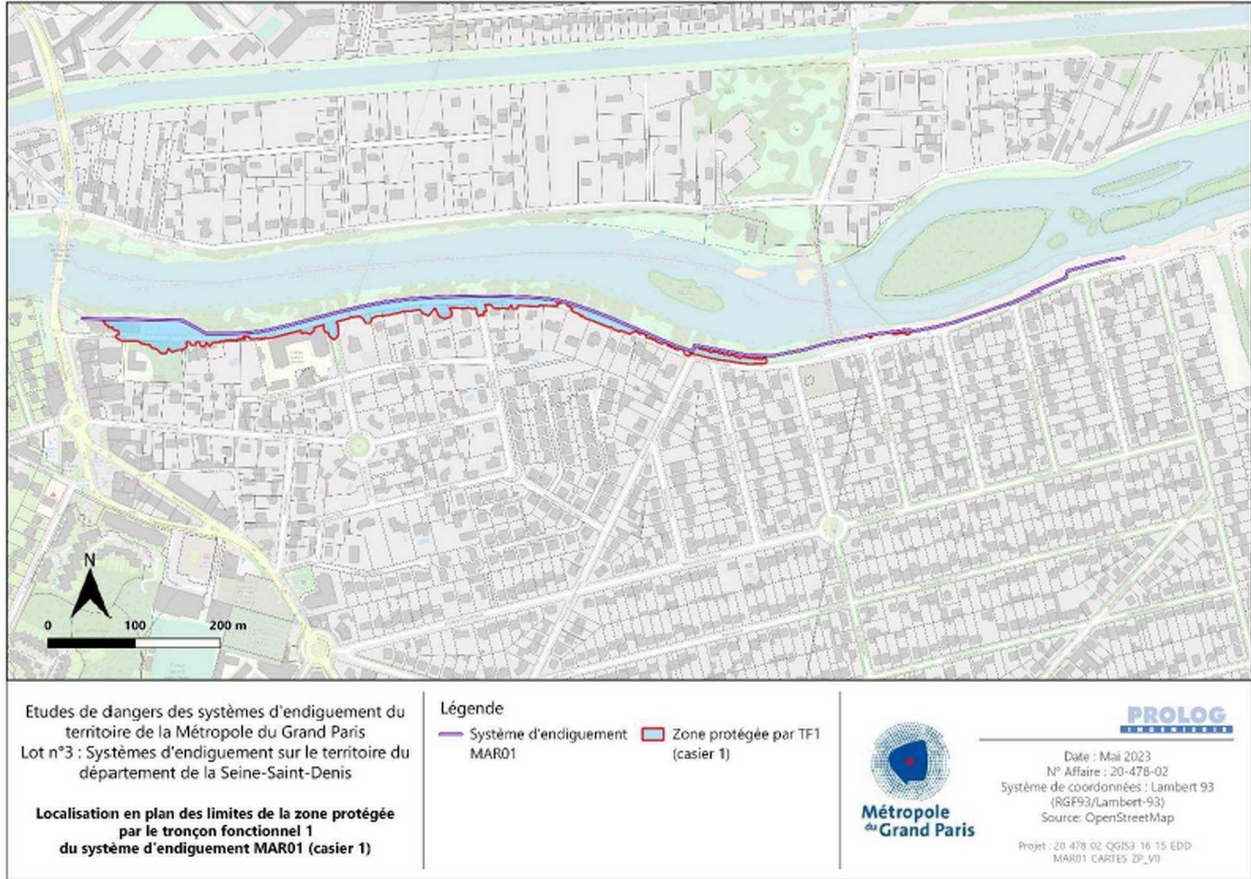 N
0 100 200 m
Etudes de dangers des systèmes d'endiguement du
territoire de la Métropole du Grand Paris
Lot n°3 : Systèmes d'endiguement sur le territoire du
département de la Seine-Saint-Denis
Localisation en plan des limites de la zone protégée
par le tronçon fonctionnel 1
du système d'endiguement MAR01 (casier 1)
Légende
Système d'endiguement
MAR01
Zone protégée par TF1
(casier 1)
Métropole
du Grand Paris
PROLOG
INGENIERIE
Date : Mai 2023
N° Affaire : 20-478-02
Système de coordonnées : Lambert 93
(RGF93/Lambert-93)
Source: OpenStreetMap
Projet : 20 478 02 QGIS3 16 15 EDD
MAR01 CARTES ZP_V0